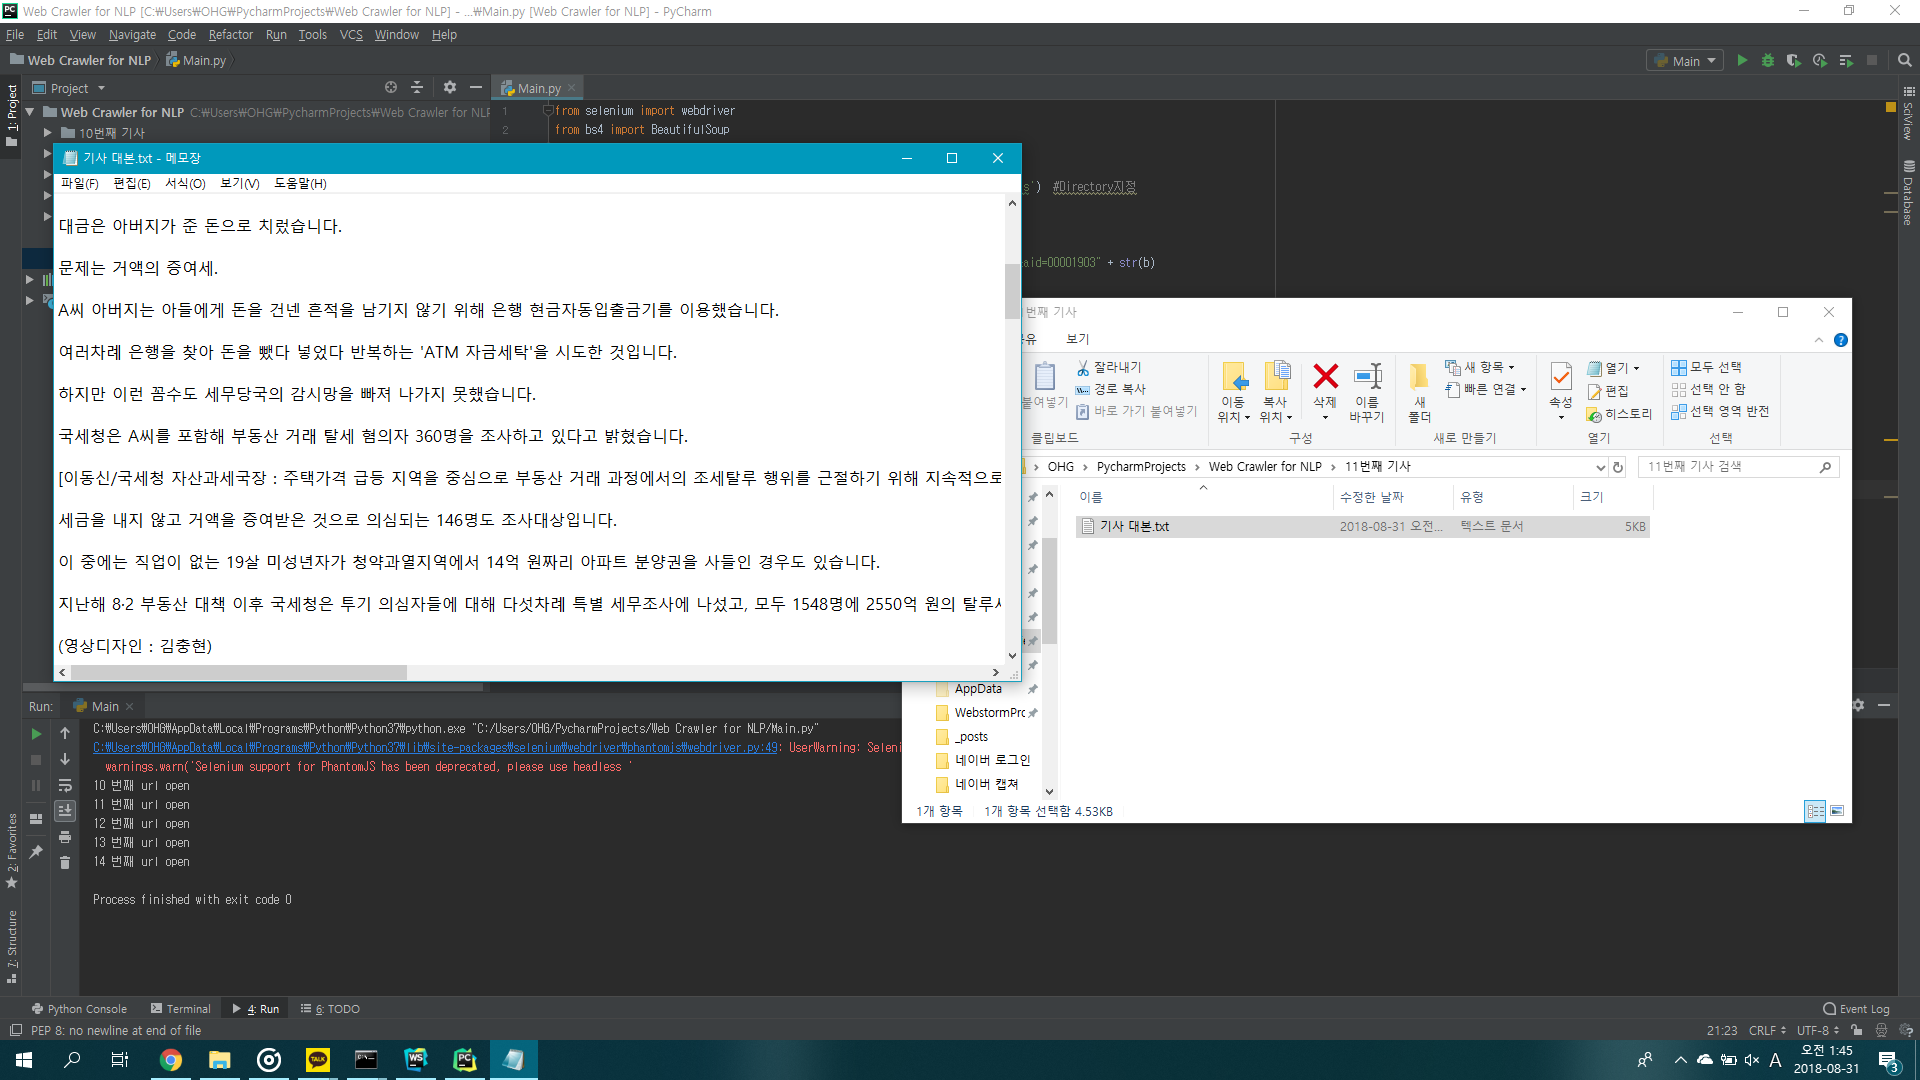 Web Crawler for NLP [C:₩Users₩OHG₩PycharmProjects₩Web Crawler for NLP] - ...₩Main.py [Web Crawler for NLP] - PyCharm
File Edit View Navigate Code Refactor Run Tools VCS Window Help
Web Crawler for NLP Main.py Main
Project Main.py
1: Project
Web Crawler for NLP C:₩Users₩OHG₩PycharmProjects₩Web Crawler for NLP
10번째 기사
1 from selenium import webdriver
2 from bs4 import BeautifulSoup
s') #Directory지정
aid=00001903" + str(b)
SciView
Database
기사 대본.txt - 메모장
파일(F) 편집(E) 서식(O) 보기(V) 도움말(H)
대금은 아버지가 준 돈으로 치렀습니다.
문제는 거액의 증여세.
A씨 아버지는 아들에게 돈을 건넨 흔적을 남기지 않기 위해 은행 현금자동입출금기를 이용했습니다.
여러차례 은행을 찾아 돈을 뺐다 넣었다 반복하는 'ATM 자금세탁'을 시도한 것입니다.
하지만 이런 꼼수도 세무당국의 감시망을 빠져 나가지 못했습니다.
국세청은 A씨를 포함해 부동산 거래 탈세 혐의자 360명을 조사하고 있다고 밝혔습니다.
[이동신/국세청 자산과세국장 : 주택가격 급등 지역을 중심으로 부동산 거래 과정에서의 조세탈루 행위를 근절하기 위해 지속적으로
세금을 내지 않고 거액을 증여받은 것으로 의심되는 146명도 조사대상입니다.
이 중에는 직업이 없는 19살 미성년자가 청약과열지역에서 14억 원짜리 아파트 분양권을 사들인 경우도 있습니다.
지난해 8·2 부동산 대책 이후 국세청은 투기 의심자들에 대해 다섯차례 특별 세무조사에 나섰고, 모두 1548명에 2550억 원의 탈루
(영상디자인 : 김충현)
번째 기사
유 보기
붙여넣기 잘라내기
경로 복사
바로 가기 붙여넣기
클립보드
이동 위치 복사 위치 삭제 이름 바꾸기
구성
새 폴더 새 항목 빠른 연결
새로 만들기
속성 열기 편집 히스토리
열기
모두 선택
선택 안 함
선택 영역 반전
선택
OHG PycharmProjects Web Crawler for NLP 11번째 기사 11번째 기사 검색
이름 수정한 날짜 유형 크기
기사 대본.txt 2018-08-31 오전... 텍스트 문서 5KB
AppData
WebstormPrc
_posts
네이버 로그인
네이버 캡쳐
1개 항목 1개 항목 선택함 4.53KB
Run: Main
C:₩Users₩OHG₩AppData₩Local₩Programs₩Python₩Python37₩python.exe "C:/Users/OHG/PycharmProjects/Web Crawler for NLP/Main.py"
C:₩Users₩OHG₩AppData₩Local₩Programs₩Python₩Python37₩lib₩site-packages₩selenium₩webdriver₩phantomjs₩webdriver.py:49: UserWarning: Seleni
warnings.warn('Selenium support for PhantomJS has been deprecated, please use headless '
10 번째 url open
11 번째 url open
12 번째 url open
13 번째 url open
14 번째 url open
Process finished with exit code 0
2: Favorites
7: Structure
Python Console Terminal 4: Run 6: TODO Event Log
PEP 8: no newline at end of file 21:23 CRLF UTF-8
TALK WS PC A 오전 1:45
2018-08-31 3